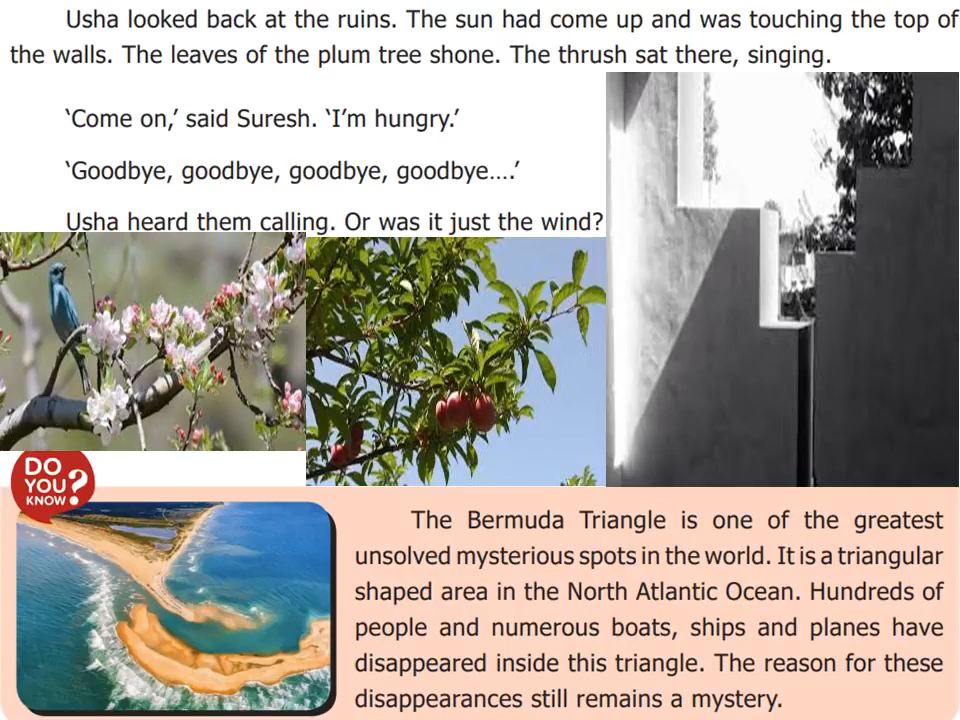 Usha looked back at the ruins. The sun had come up and was touching the top of
the walls. The leaves of the plum tree shone. The thrush sat there, singing.
‘Come on,’ said Suresh. ‘I’m hungry.’
‘Goodbye, goodbye, goodbye, goodbye....’
Usha heard them calling. Or was it just the wind?
DO
YOU
KNOW ?
The Bermuda Triangle is one of the greatest
unsolved mysterious spots in the world. It is a triangular
shaped area in the North Atlantic Ocean. Hundreds of
people and numerous boats, ships and planes have
disappeared inside this triangle. The reason for these
disappearances still remains a mystery.